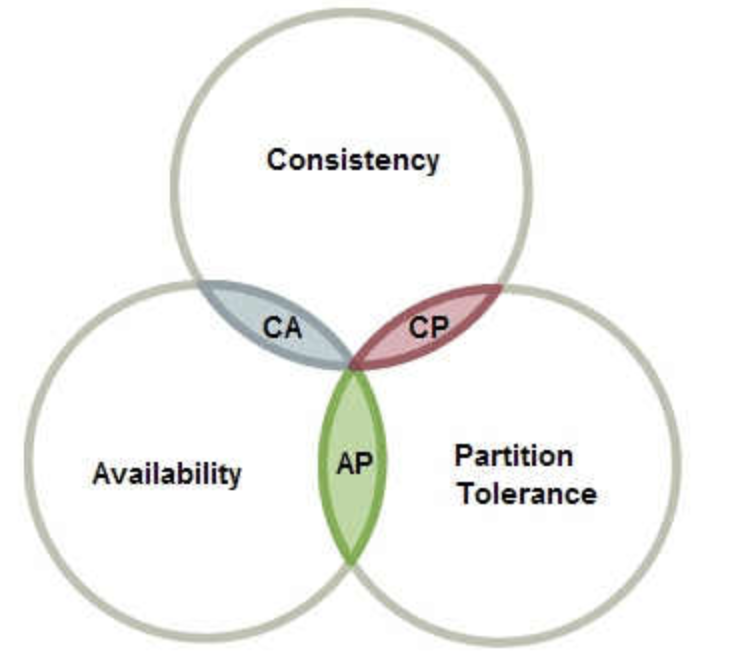 Consistency
CA
CP
AP
Availability
Partition
Tolerance